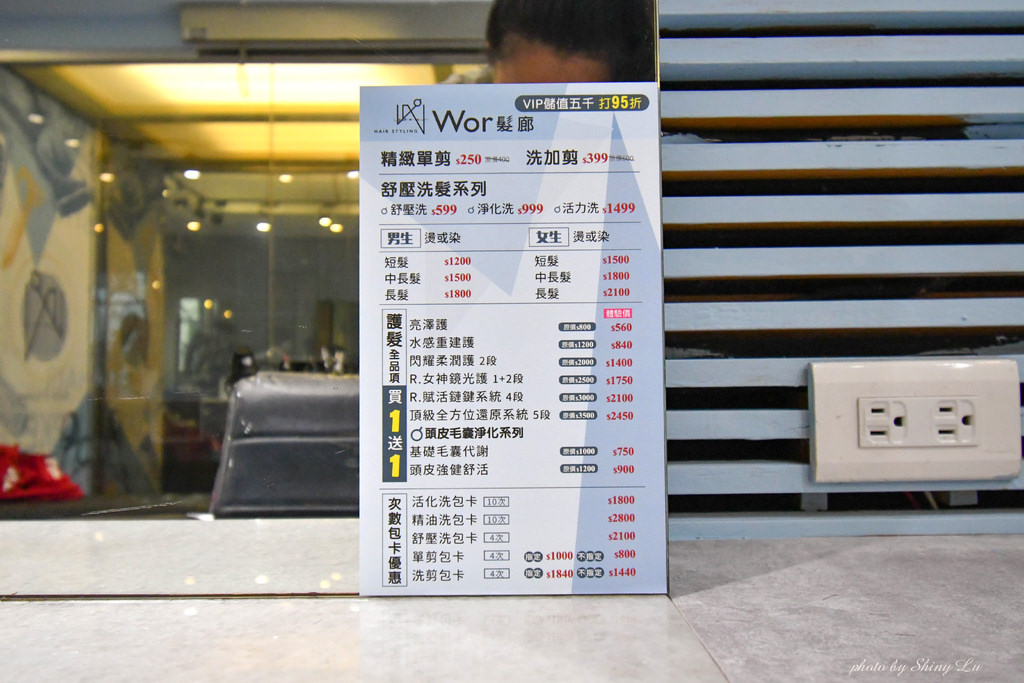 VIP儲值五千 打95折
HAIR STYLING
Wor髮廊
精緻單剪 $250 原價400 洗加剪 $399
舒壓洗髮系列
舒壓洗 $599 淨化洗 $999 活力洗 $1499
男生 燙或染 女生 燙或染
短髮 $1200 短髮 $1500
中長髮 $1500 中長髮 $1800
長髮 $1800 長髮 $2100
護髮全品項買1送1
體驗價
亮澤護 原價$800 $560
水感重建護 原價$1200 $840
閃耀柔潤護 2段 原價$2000 $1400
R.女神鏡光護 1+2段 原價$2500 $1750
R.賦活鏈鍵系統 4段 原價$3000 $2100
頂級全方位還原系統 5段 原價$3500 $2450
頭皮毛囊淨化系列
基礎毛囊代謝 原價$1000 $750
頭皮強健舒活 原價$1200 $900
次數包卡優惠
活化洗包卡 10次 $1800
精油洗包卡 10次 $2800
舒壓洗包卡 4次 $2100
單剪包卡 4次 指定 $1000 不指定 $800
洗剪包卡 4次 指定 $1840 不指定 $1440
photo by Shiny Lu